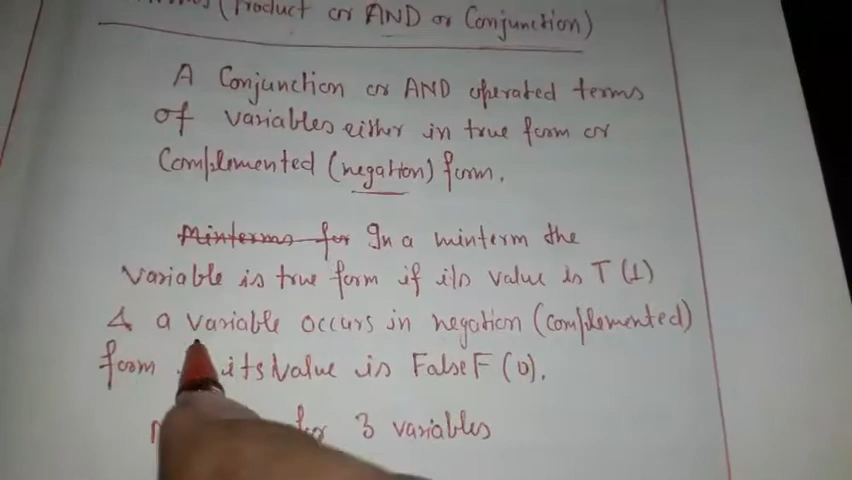 (Product or AND or Conjunction)
A Conjunction or AND operated terms
of variables either in true form or
Complemented (negation) form.
Minterms for In a minterm the
variable is true form if its value is T (1)
& a variable occurs in negation (complemented)
form its value is False F (0).
for 3 variables